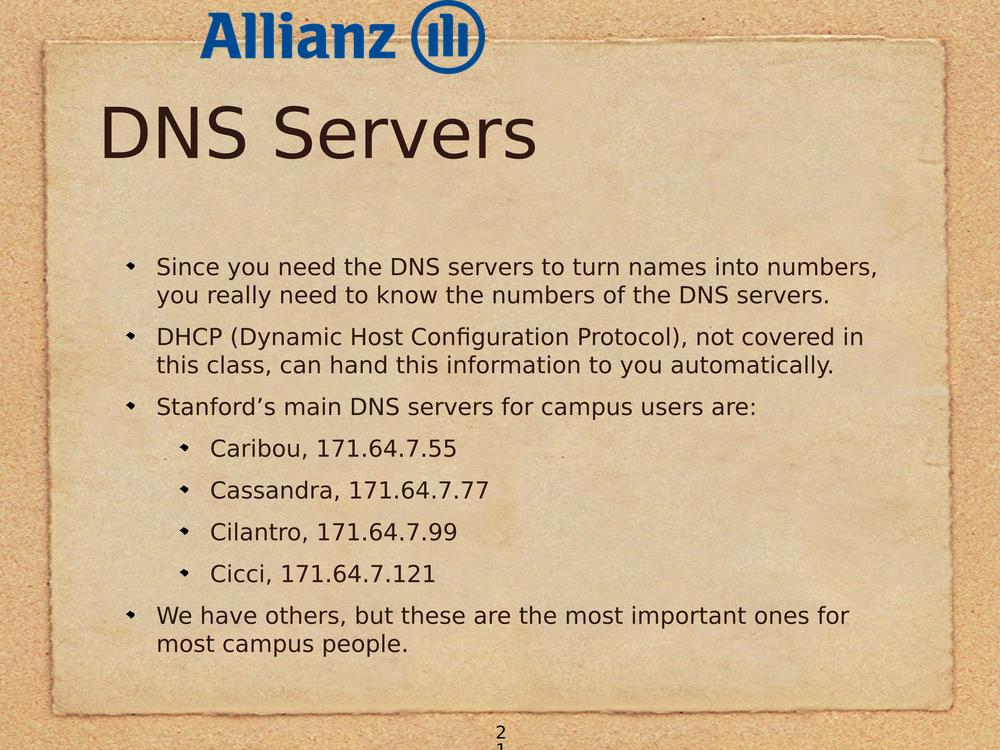 Allianz
DNS Servers
Since you need the DNS servers to turn names into numbers,
you really need to know the numbers of the DNS servers.
DHCP (Dynamic Host Configuration Protocol), not covered in
this class, can hand this information to you automatically.
Stanford’s main DNS servers for campus users are:
Caribou, 171.64.7.55
Cassandra, 171.64.7.77
Cilantro, 171.64.7.99
Cicci, 171.64.7.121
We have others, but these are the most important ones for
most campus people.
2
1